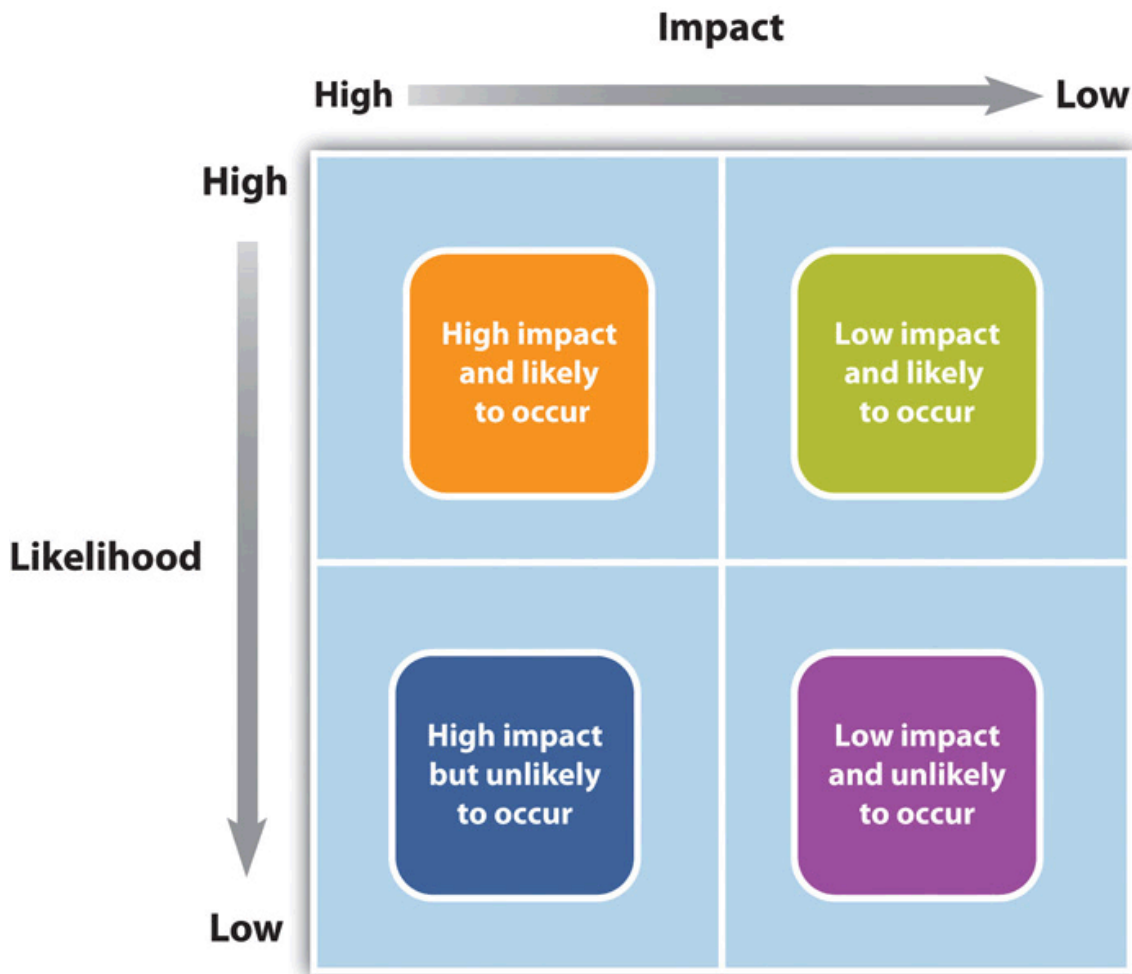 Impact
High
Low
High
High impact
and likely
to occur
Low impact
and likely
to occur
Likelihood
High impact
but unlikely
to occur
Low impact
and unlikely
to occur
Low